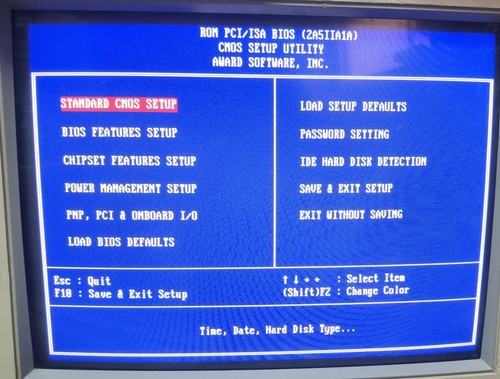 ROM PCI/ISA BIOS (2A5IIA1A)
CMOS SETUP UTILITY
AWARD SOFTWARE, INC.
STANDARD CMOS SETUP
BIOS FEATURES SETUP
CHIPSET FEATURES SETUP
POWER MANAGEMENT SETUP
PNP, PCI & ONBOARD I/O
LOAD BIOS DEFAULTS
LOAD SETUP DEFAULTS
PASSWORD SETTING
IDE HARD DISK DETECTION
SAVE & EXIT SETUP
EXIT WITHOUT SAVING
Esc : Quit
F10 : Save & Exit Setup
↑ ↓ → ← : Select Item
(Shift)F2 : Change Color
Time, Date, Hard Disk Type...